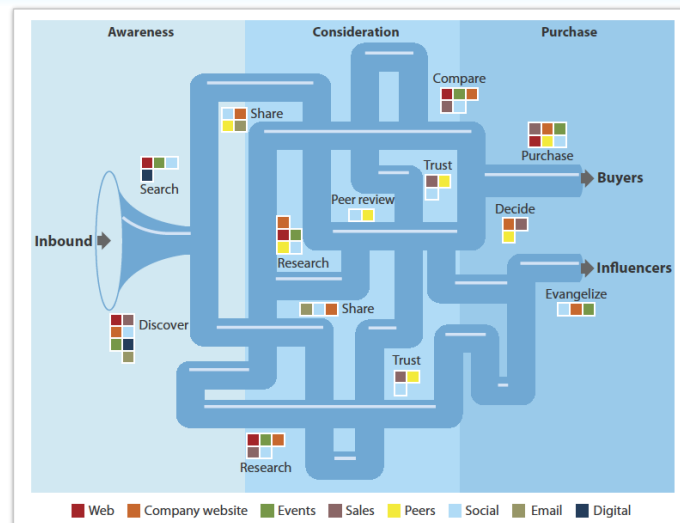 Awareness Consideration Purchase
Compare
Share
Purchase
Search
Trust
Buyers
Peer review
Decide
Inbound
Research
Influencers
Share
Evangelize
Discover
Trust
Research
Web Company website Events Sales Peers Social Email Digital